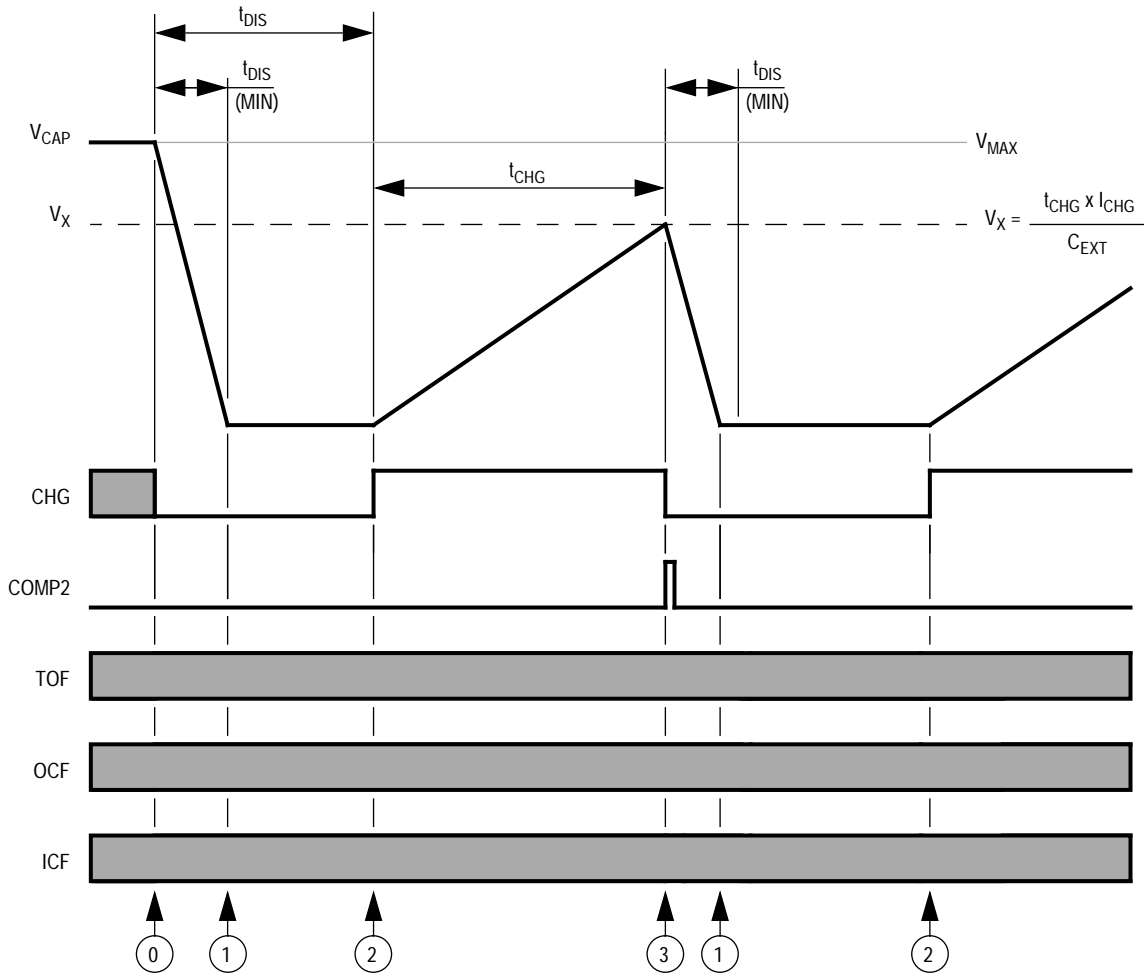 tDIS
tDIS
(MIN)
tDIS
(MIN)
VCAP
VMAX
tCHG
VX
VX = tCHG x ICHG
CEXT
CHG
COMP2
TOF
OCF
ICF
0 1 2 3 1 2